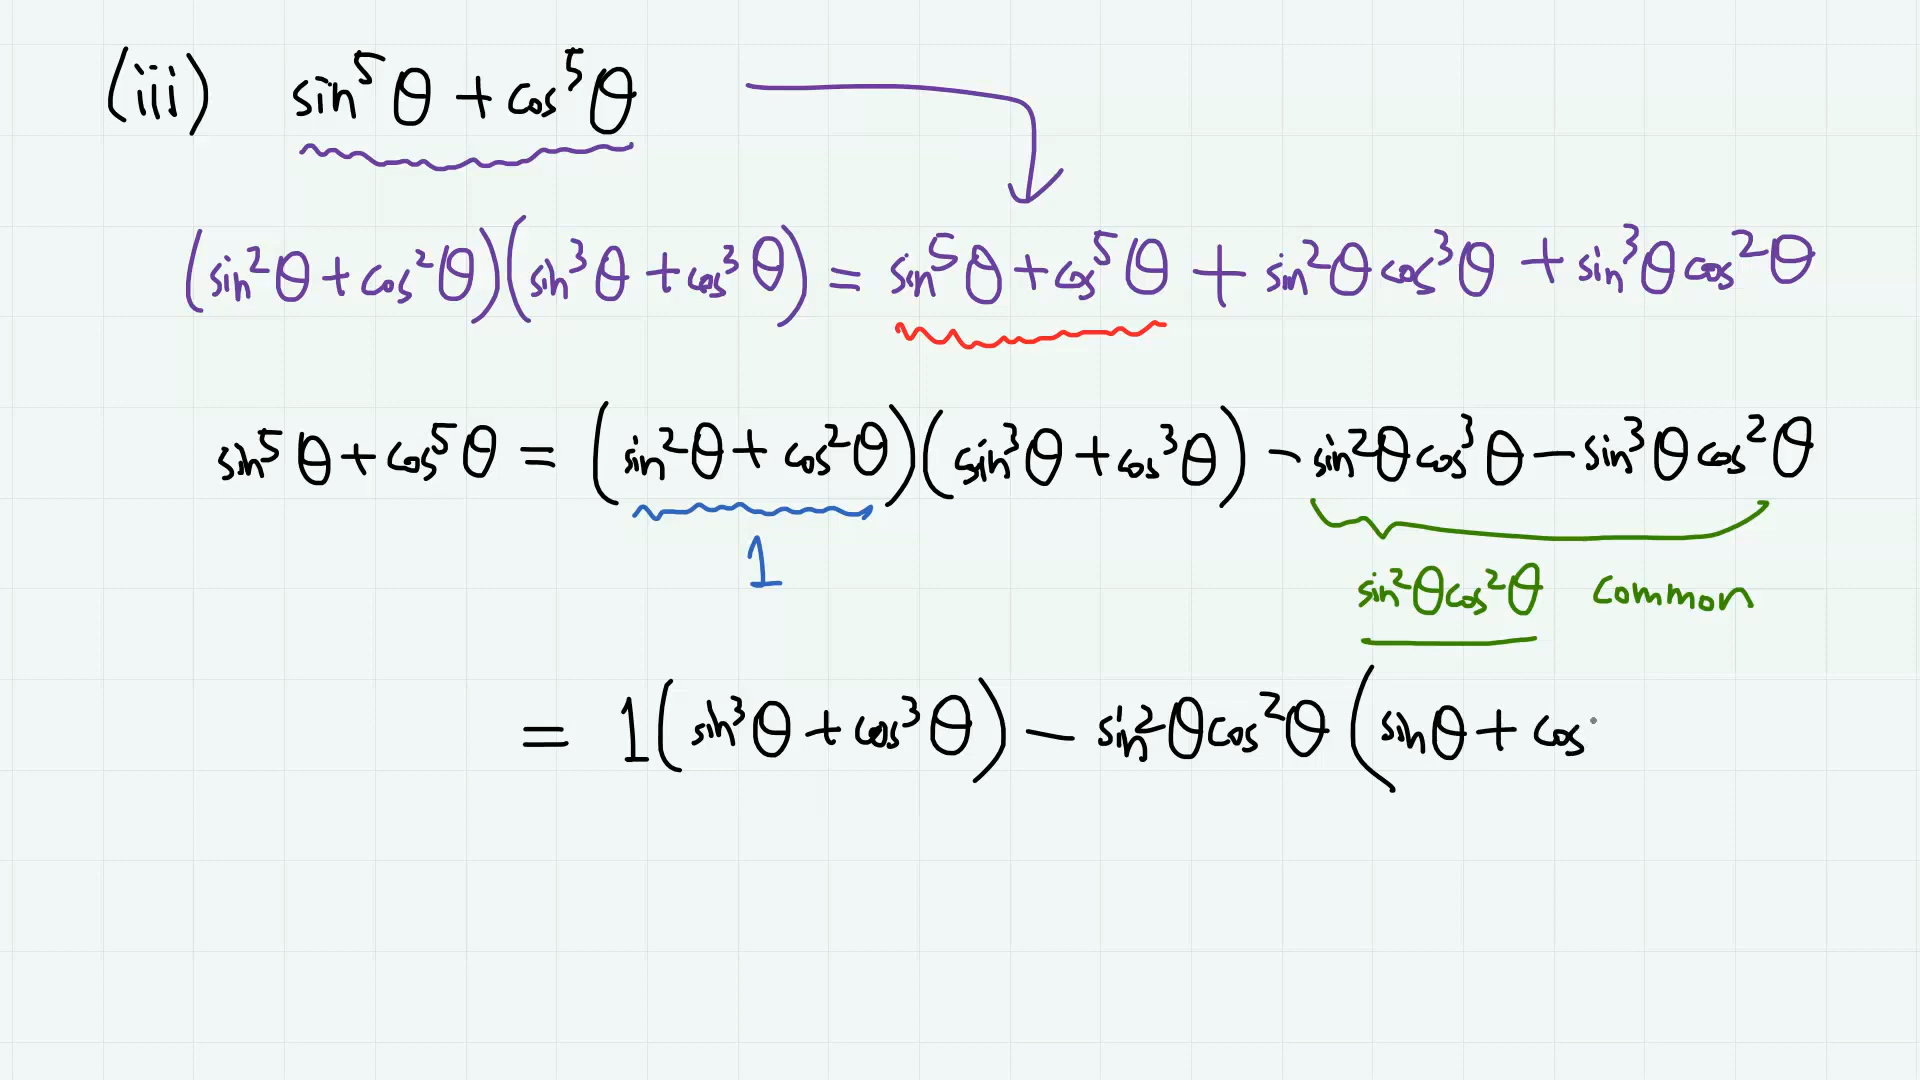 (iii) sin⁵θ + cos⁵θ
(sin²θ + cos²θ)(sin³θ + cos³θ) = sin⁵θ + cos⁵θ + sin²θ cos³θ + sin³θ cos²θ
sin⁵θ + cos⁵θ = (sin²θ + cos²θ)(sin³θ + cos³θ) − sin²θ cos³θ − sin³θ cos²θ
1
sin²θcos²θ common
= 1(sin³θ + cos³θ) − sin²θcos²θ (sinθ + cos